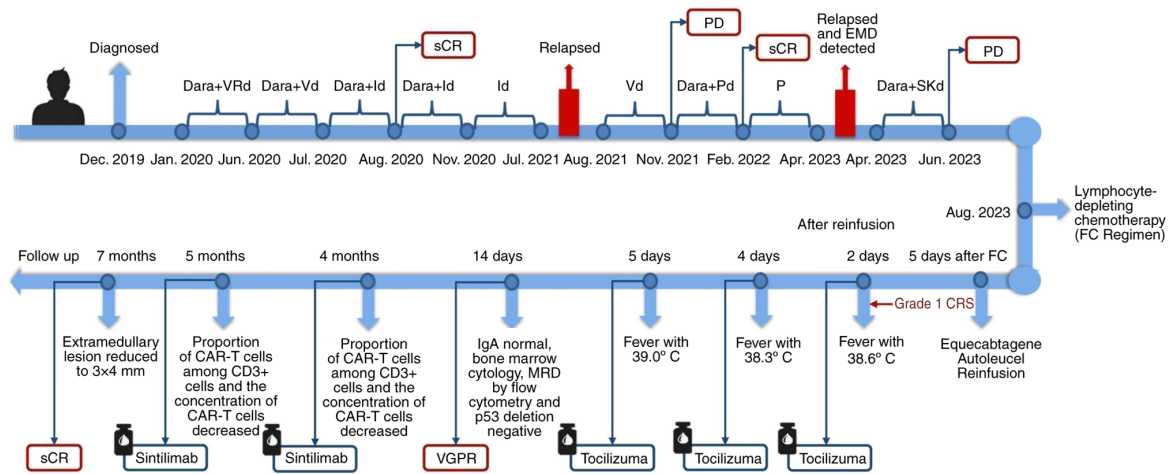 Diagnosed
sCR
Relapsed
PD
sCR
Relapsed
and EMD
detected
PD
Dara+VRd
Dara+Vd
Dara+Id
Dara+Id
Id
Vd
Dara+Pd
P
Dara+SKd
Dec. 2019
Jan. 2020
Jun. 2020
Jul. 2020
Aug. 2020
Nov. 2020
Jul. 2021
Aug. 2021
Nov. 2021
Feb. 2022
Apr. 2023
Apr. 2023
Jun. 2023
Aug. 2023
Lymphocyte-
depleting
chemotherapy
(FC Regimen)
After reinfusion
Follow up
7 months
5 months
4 months
14 days
5 days
4 days
2 days
5 days after FC
Grade 1 CRS
Extramedullary
lesion reduced
to 3×4 mm
Proportion
of CAR-T cells
among CD3+
cells and the
concentration of
CAR-T cells
decreased
Proportion
of CAR-T cells
among CD3+
cells and the
concentration of
CAR-T cells
decreased
IgA normal,
bone marrow
cytology, MRD
by flow
cytometry and
p53 deletion
negative
Fever with
39.0º C
Fever with
38.3º C
Fever with
38.6º C
Equecabtagene
Autoleucel
Reinfusion
sCR
Sintilimab
Sintilimab
VGPR
Tocilizuma
Tocilizuma
Tocilizuma